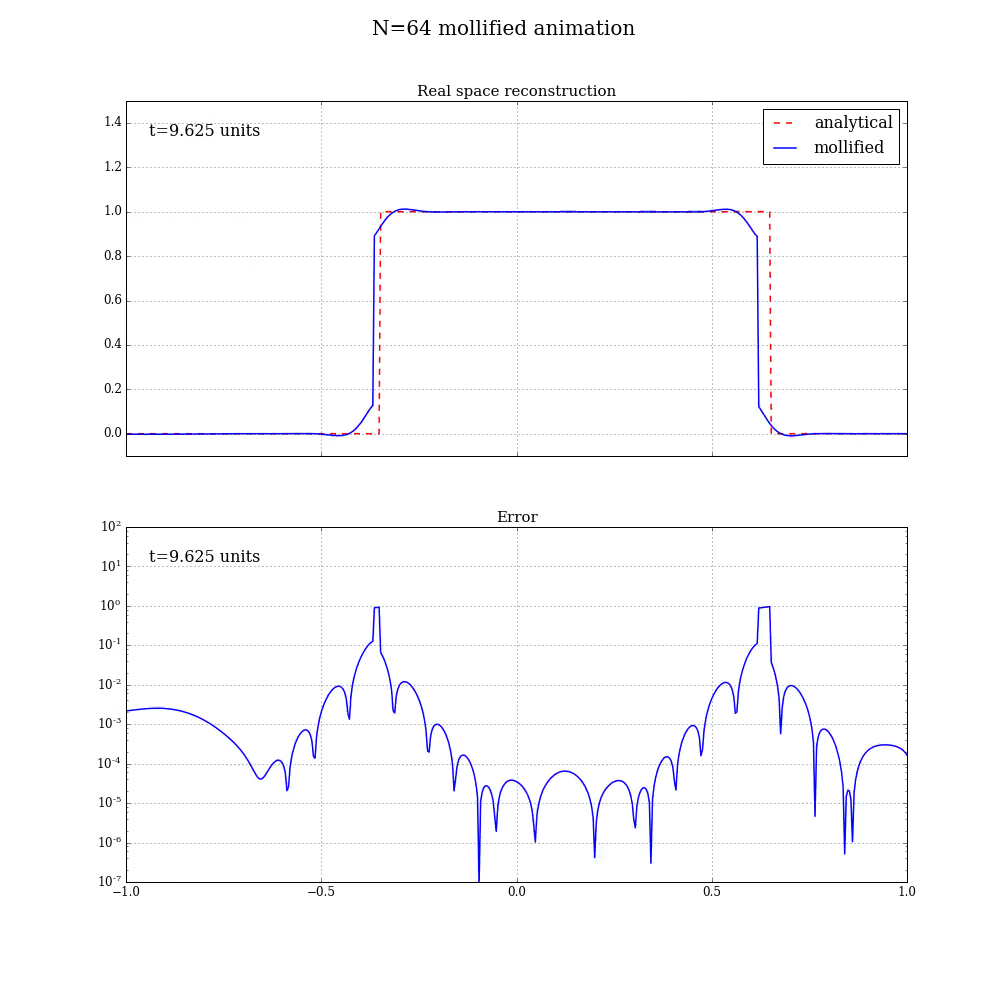 N=64 mollified animation
Real space reconstruction
t=9.625 units
analytical
mollified
1.4
1.2
1.0
0.8
0.6
0.4
0.2
0.0
Error
t=9.625 units
10²
10¹
10⁰
10⁻¹
10⁻²
10⁻³
10⁻⁴
10⁻⁵
10⁻⁶
10⁻⁷
−1.0 −0.5 0.0 0.5 1.0